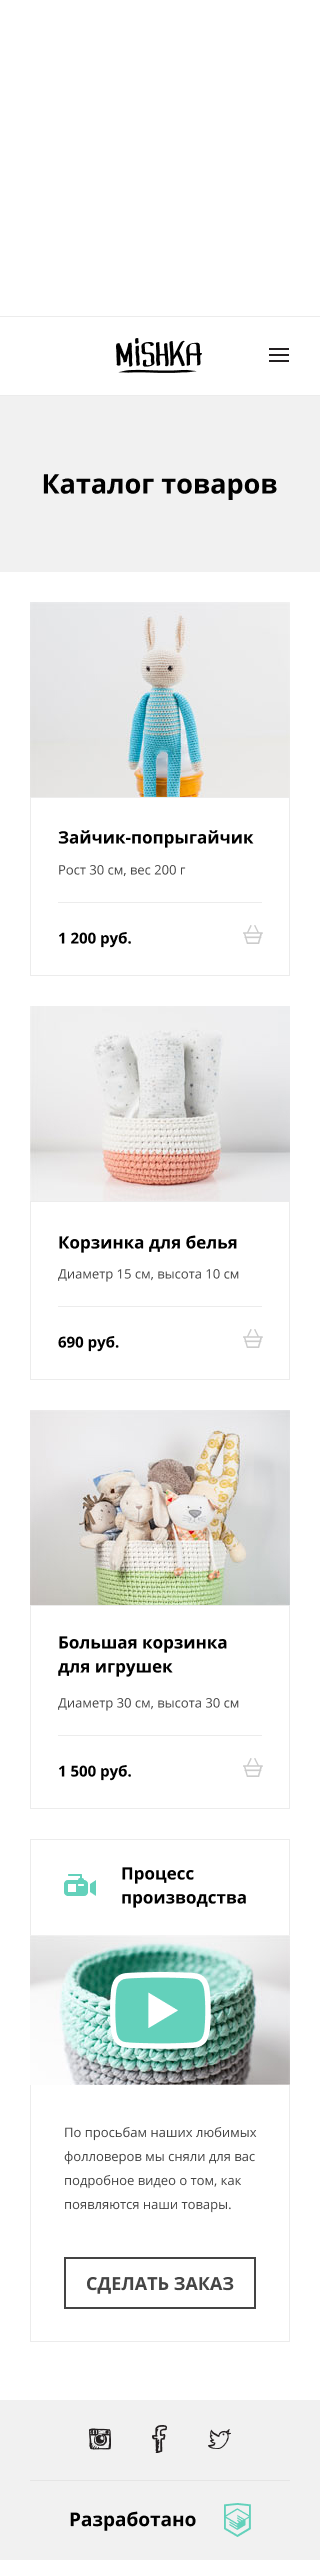 MiSHKA
Каталог товаров
Зайчик-попрыгайчик
Рост 30 см, вес 200 г
1 200 руб.
Корзинка для белья
Диаметр 15 см, высота 10 см
690 руб.
Большая корзинка
для игрушек
Диаметр 30 см, высота 30 см
1 500 руб.
Процесс
производства
По просьбам наших любимых
фолловеров мы сняли для вас
подробное видео о том, как
появляются наши товары.
СДЕЛАТЬ ЗАКАЗ
Разработано